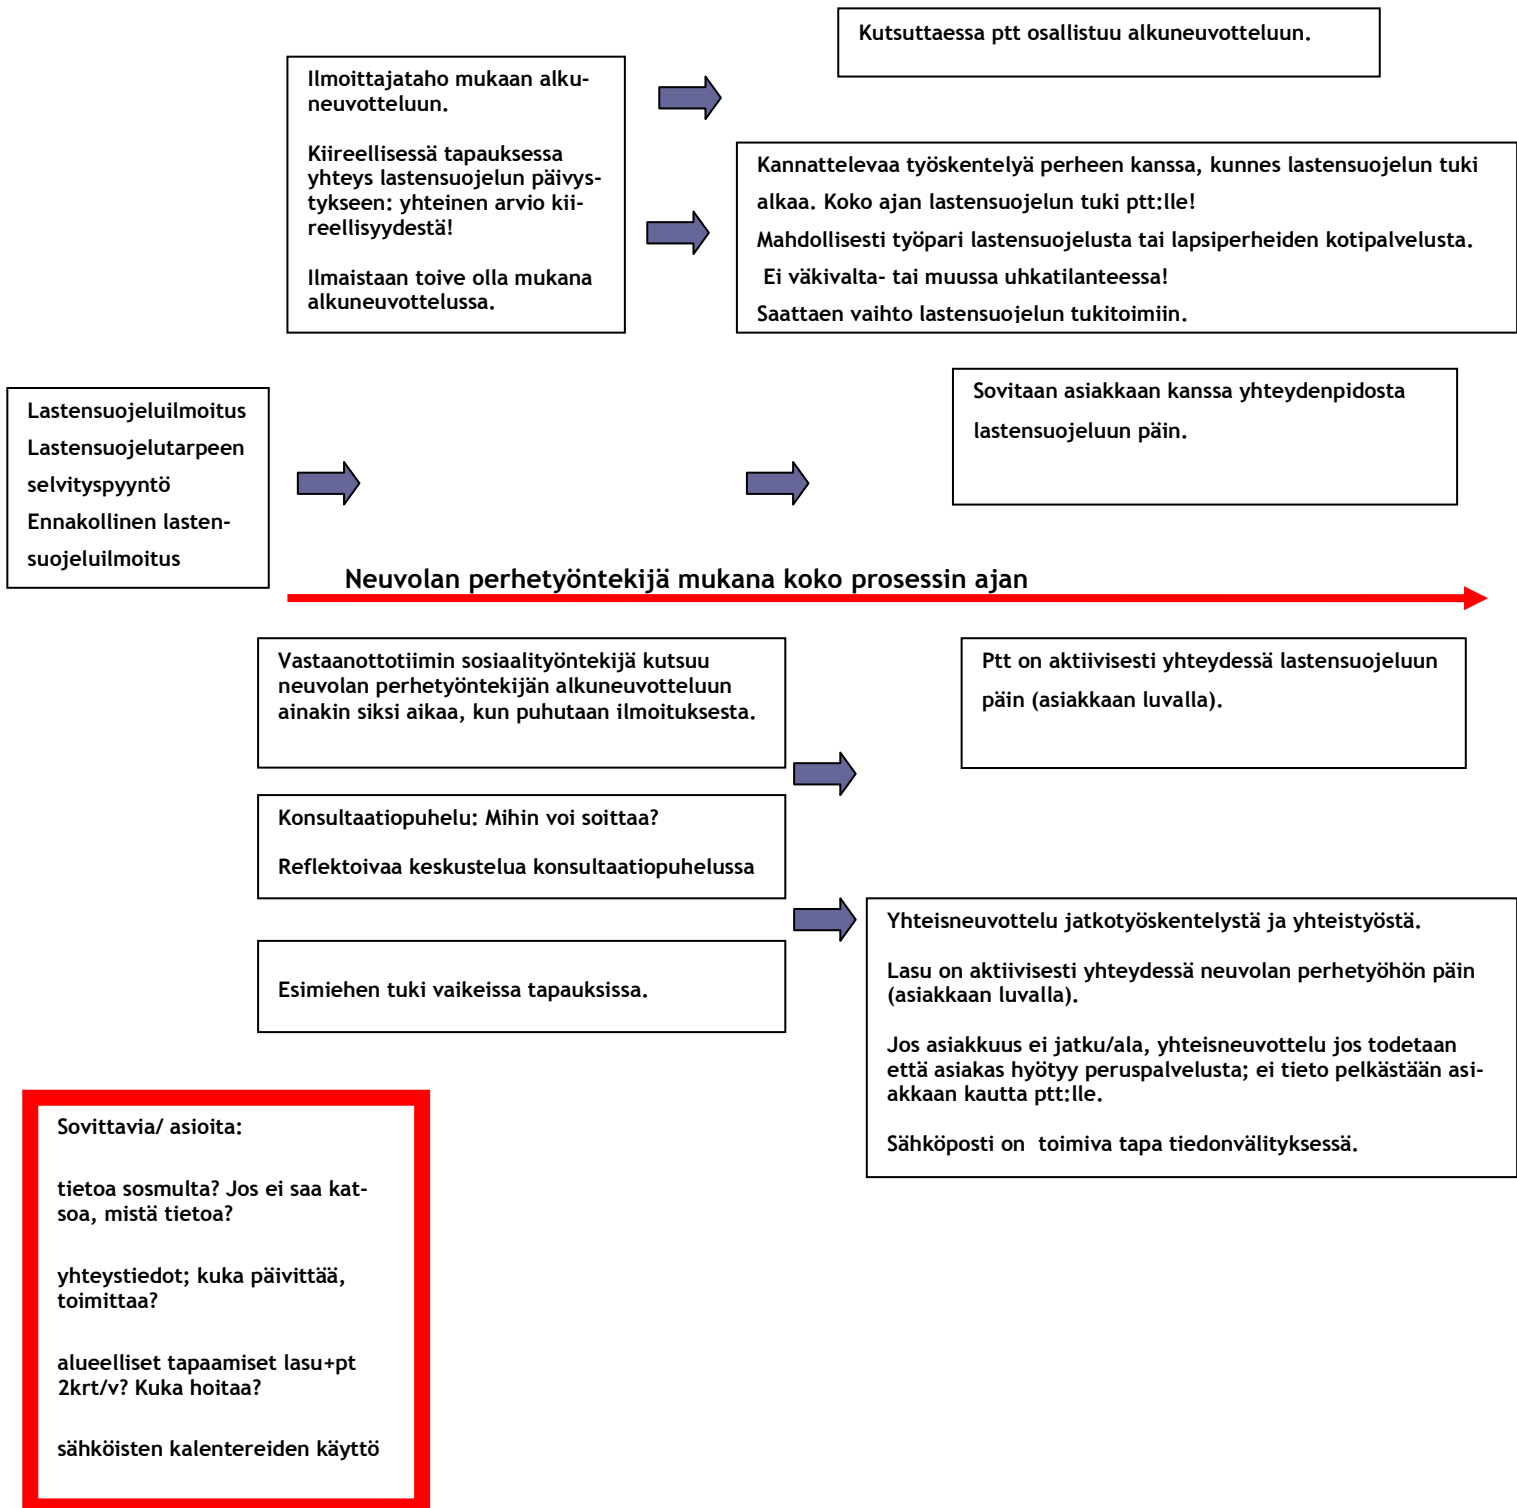 Kutsuttaessa ptt osallistuu alkuneuvotteluun.
Ilmoittajataho mukaan alku-
neuvotteluun.
Kiireellisessä tapauksessa
yhteys lastensuojelun päivys-
tykseen: yhteinen arvio kii-
reellisyydestä!
Ilmaistaan toive olla mukana
alkuneuvottelussa.
Kannattelevaa työskentelyä perheen kanssa, kunnes lastensuojelun tuki
alkaa. Koko ajan lastensuojelun tuki ptt:lle!
Mahdollisesti työpari lastensuojelusta tai lapsiperheiden kotipalvelusta.
Ei väkivalta- tai muussa uhkatilanteessa!
Saattaen vaihto lastensuojelun tukitoimiin.
Lastensuojeluilmoitus
Lastensuojelutarpeen
selvityspyyntö
Ennakollinen lasten-
suojeluilmoitus
Sovitaan asiakkaan kanssa yhteydenpidosta
lastensuojeluun päin.
Neuvolan perhetyöntekijä mukana koko prosessin ajan
Vastaanottotiimin sosiaalityöntekijä kutsuu
neuvolan perhetyöntekijän alkuneuvotteluun
ainakin siksi aikaa, kun puhutaan ilmoituksesta.
Ptt on aktiivisesti yhteydessä lastensuojeluun
päin (asiakkaan luvalla).
Konsultaatiopuhelu: Mihin voi soittaa?
Reflektoivaa keskustelua konsultaatiopuhelussa
Esimiehen tuki vaikeissa tapauksissa.
Yhteisneuvottelu jatkotyöskentelystä ja yhteistyöstä.
Lasu on aktiivisesti yhteydessä neuvolan perhetyöhön päin
(asiakkaan luvalla).
Jos asiakkuus ei jatku/ala, yhteisneuvottelu jos todetaan
että asiakas hyötyy peruspalvelusta; ei tieto pelkästään asi-
akkaan kautta ptt:lle.
Sähköposti on toimiva tapa tiedonvälityksessä.
Sovittavia/ asioita:
tietoa sosmulta? Jos ei saa kat-
soa, mistä tietoa?
yhteystiedot; kuka päivittää,
toimittaa?
alueelliset tapaamiset lasu+pt
2krt/v? Kuka hoitaa?
sähköisten kalentereiden käyttö